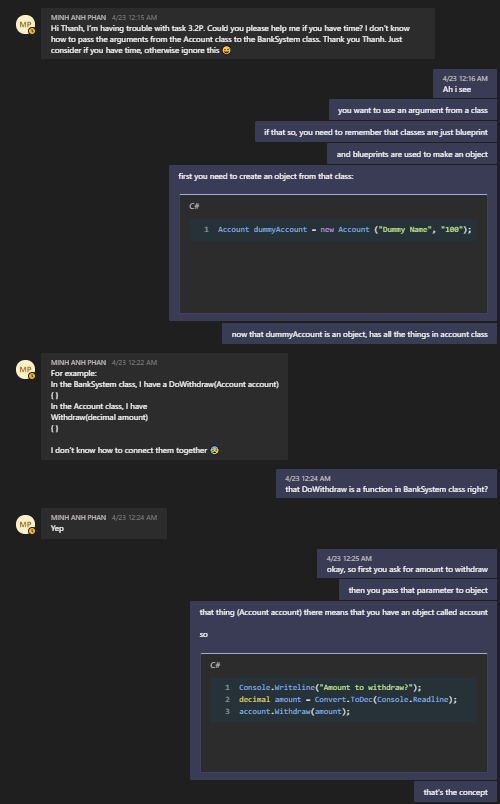 MP
MINH ANH PHAN 4/23 12:15 AM
Hi Thanh, I'm having trouble with task 3.2P. Could you please help me if you have time? I don't know
how to pass the arguments from the Account class to the BankSystem class. Thank you Thanh. Just
consider if you have time, otherwise ignore this 😅
4/23 12:16 AM
Ah i see
you want to use an argument from a class
if that so, you need to remember that classes are just blueprint
and blueprints are used to make an object
first you need to create an object from that class:
C#
1 Account dummyAccount = new Account ("Dummy Name", "100");
now that dummyAccount is an object, has all the things in account class
MP
MINH ANH PHAN 4/23 12:22 AM
For example:
In the BankSystem class, I have a DoWithdraw(Account account)
{ }
In the Account class, I have
Withdraw(decimal amount)
{ }
I don't know how to connect them together 😰
4/23 12:24 AM
that DoWithdraw is a function in BankSystem class right?
MP
MINH ANH PHAN 4/23 12:24 AM
Yep
4/23 12:25 AM
okay, so first you ask for amount to withdraw
then you pass that parameter to object
that thing (Account account) there means that you have an object called account
so
C#
1 Console.Writeline("Amount to withdraw?");
2 decimal amount = Convert.ToDec(Console.Readline);
3 account.Withdraw(amount);
that's the concept